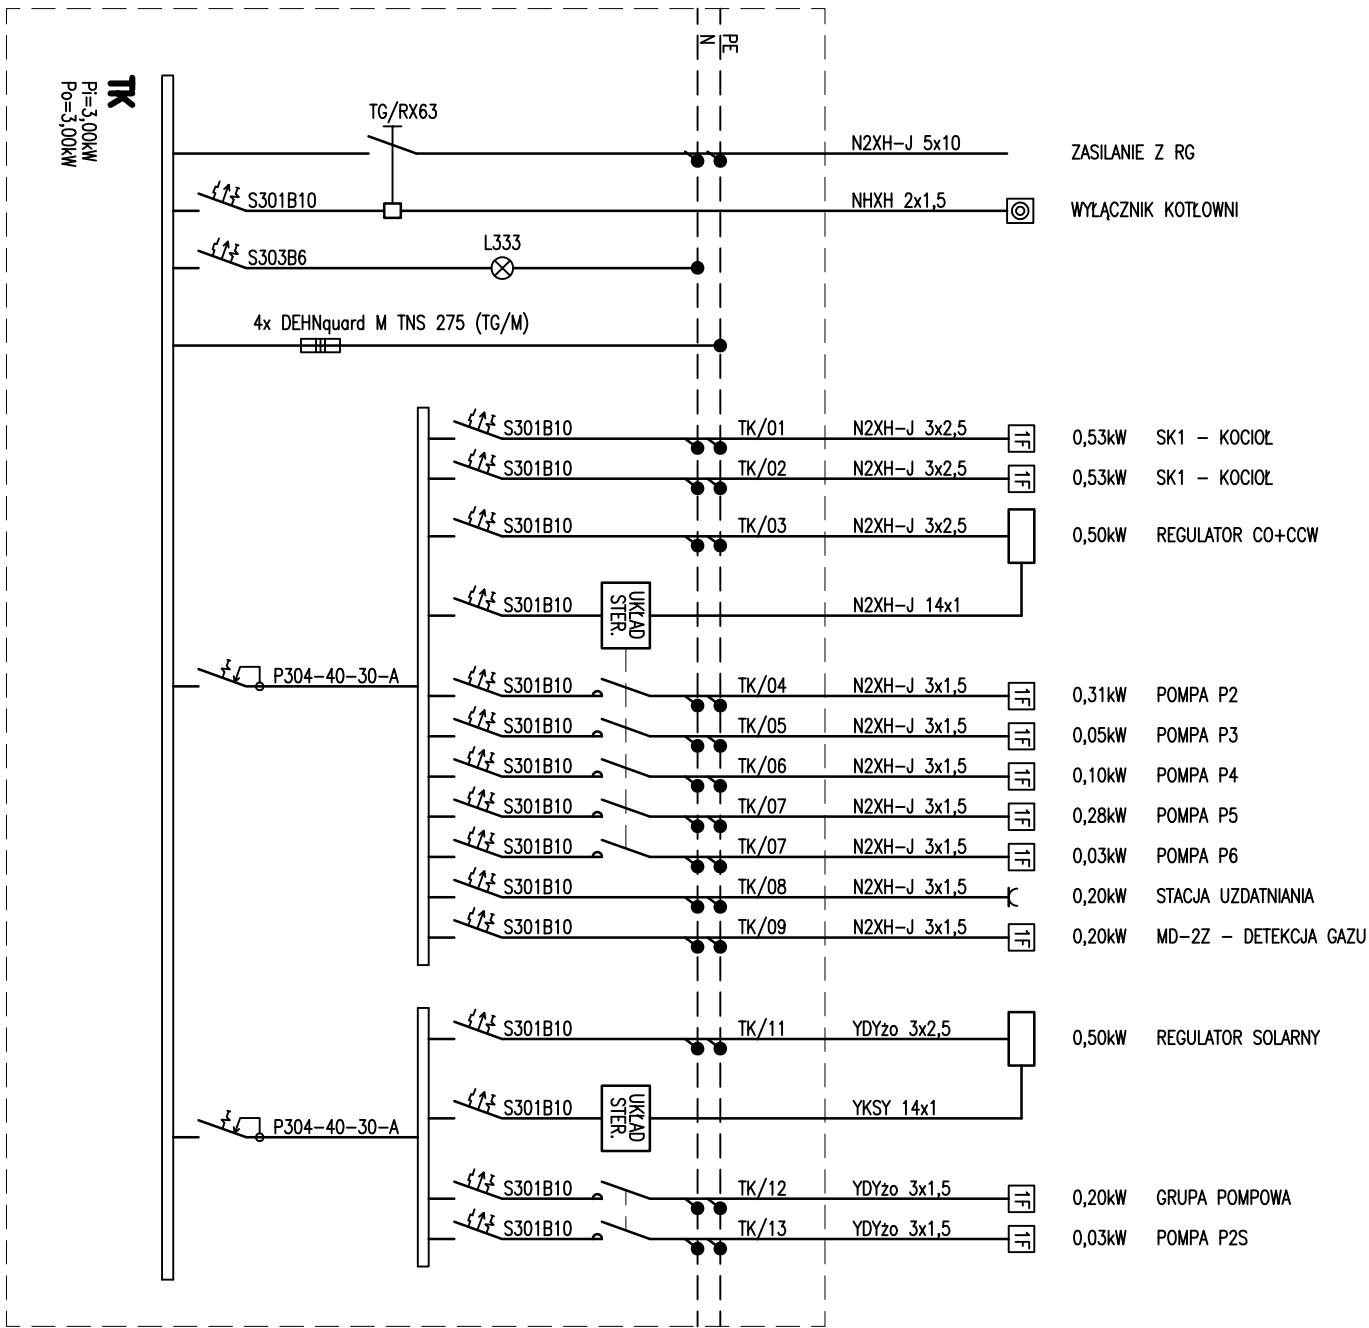 PE
N
TK
Pi=3,00kW
Po=3,00kW
TG/RX63
N2XH-J 5x10 ZASILANIE Z RG
S301B10 NHXH 2x1,5 WYŁĄCZNIK KOTŁOWNI
S303B6 L333
4x DEHNquard M TNS 275 (TG/M)
S301B10 TK/01 N2XH-J 3x2,5 1F 0,53kW SK1 - KOCIOŁ
S301B10 TK/02 N2XH-J 3x2,5 1F 0,53kW SK1 - KOCIOŁ
S301B10 TK/03 N2XH-J 3x2,5 0,50kW REGULATOR CO+CCW
S301B10 UKŁAD STER. N2XH-J 14x1
P304-40-30-A
S301B10 TK/04 N2XH-J 3x1,5 1F 0,31kW POMPA P2
S301B10 TK/05 N2XH-J 3x1,5 1F 0,05kW POMPA P3
S301B10 TK/06 N2XH-J 3x1,5 1F 0,10kW POMPA P4
S301B10 TK/07 N2XH-J 3x1,5 1F 0,28kW POMPA P5
S301B10 TK/07 N2XH-J 3x1,5 1F 0,03kW POMPA P6
S301B10 TK/08 N2XH-J 3x1,5 0,20kW STACJA UZDATNIANIA
S301B10 TK/09 N2XH-J 3x1,5 1F 0,20kW MD-2Z - DETEKCJA GAZU
S301B10 TK/11 YDYżo 3x2,5 0,50kW REGULATOR SOLARNY
S301B10 UKŁAD STER. YKSY 14x1
P304-40-30-A
S301B10 TK/12 YDYżo 3x1,5 1F 0,20kW GRUPA POMPOWA
S301B10 TK/13 YDYżo 3x1,5 1F 0,03kW POMPA P2S